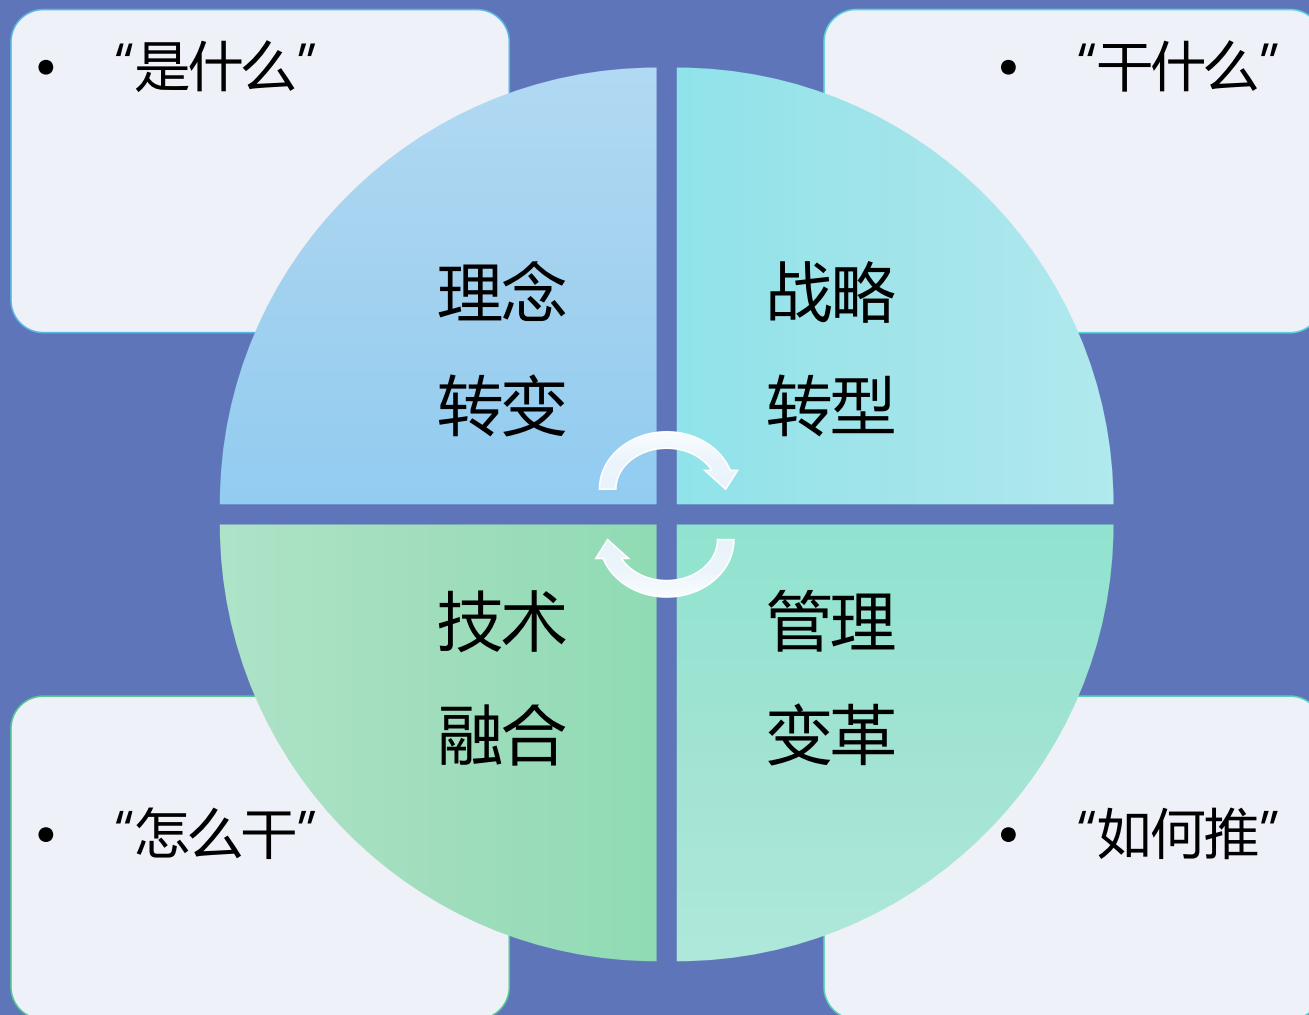 • “是什么”
• “干什么”
理念
转变
战略
转型
技术
融合
管理
变革
• “怎么干”
• “如何推”